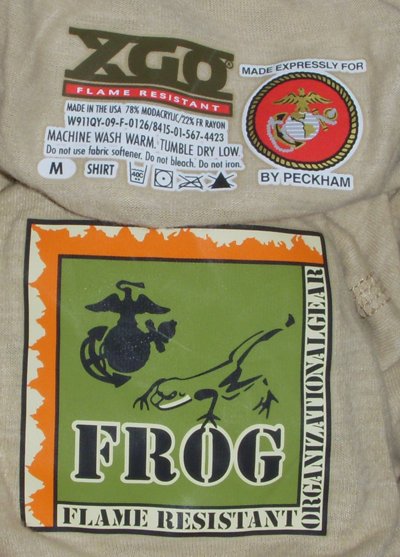 XGO®
FLAME RESISTANT
MADE IN THE USA 78% MODACRYLIC/22% FR RAYON
W911QY-09-F-0126/8415-01-567-4423
MACHINE WASH WARM. TUMBLE DRY LOW.
Do not use fabric softener. Do not bleach. Do not iron.
M SHIRT 40C
MADE EXPRESSLY FOR
BY PECKHAM
FROG
FLAME RESISTANT
ORGANIZATIONALGEAR